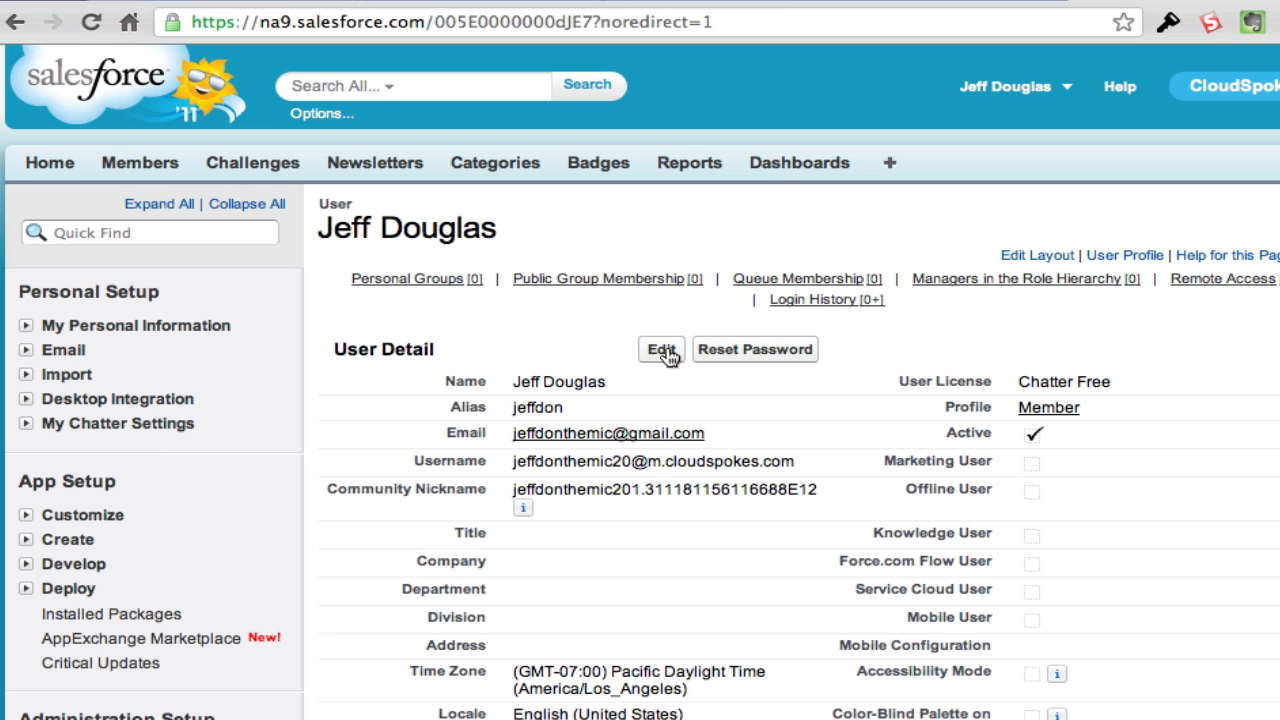 https://na9.salesforce.com/005E0000000dJE7?noredirect=1
salesforce
'11
Search All...
Search
Options...
Jeff Douglas
Help
Home
Members
Challenges
Newsletters
Categories
Badges
Reports
Dashboards
+
Expand All | Collapse All
Quick Find
Personal Setup
My Personal Information
Email
Import
Desktop Integration
My Chatter Settings
App Setup
Customize
Create
Develop
Deploy
Installed Packages
AppExchange Marketplace New!
Critical Updates
Administration Setup
User
Jeff Douglas
Edit Layout | User Profile | Help for this
Personal Groups [0] | Public Group Membership [0] | Queue Membership [0] | Managers in the Role Hierarchy [0] | Remote Access
| Login History [0+]
User Detail
Edit
Reset Password
Name Jeff Douglas User License Chatter Free
Alias jeffdon Profile Member
Email jeffdonthemic@gmail.com Active
Username jeffdonthemic20@m.cloudspokes.com Marketing User
Community Nickname jeffdonthemic201.311181156116688E12 Offline User
i
Title Knowledge User
Company Force.com Flow User
Department Service Cloud User
Division Mobile User
Address Mobile Configuration
Time Zone (GMT-07:00) Pacific Daylight Time Accessibility Mode i
(America/Los_Angeles)
Locale English (United States) Color-Blind Palette on i